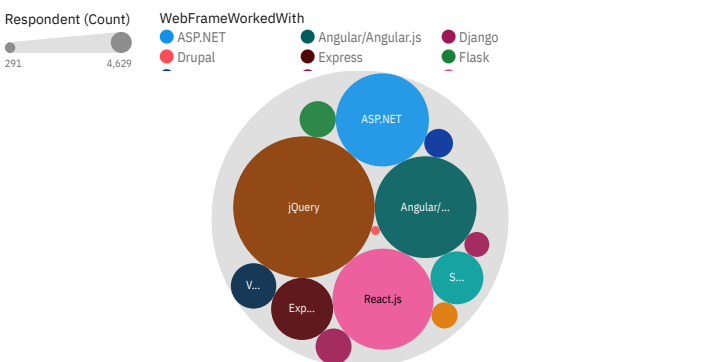 Respondent (Count)
291
4,629
WebFrameWorkedWith
ASP.NET
Angular/Angular.js
Django
Drupal
Express
Flask
ASP.NET
jQuery
Angular/...
S...
V...
React.js
Exp...